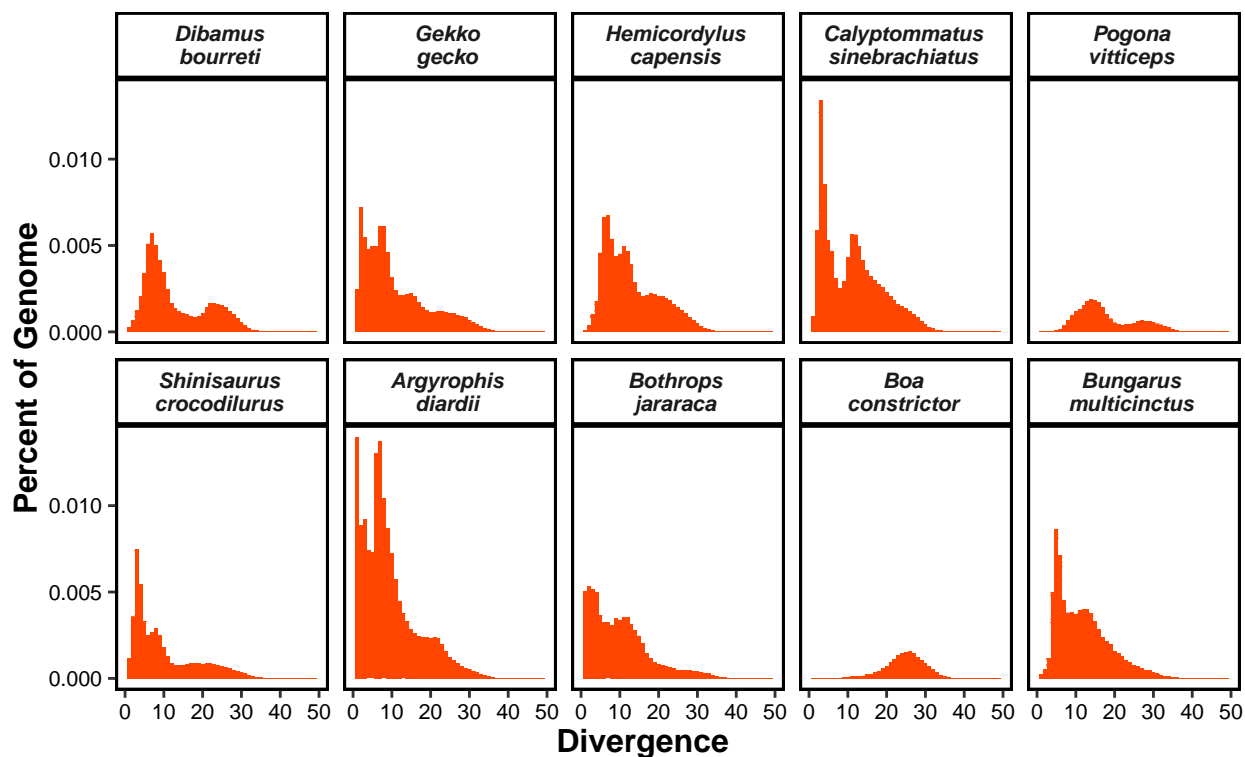 Dibamus
bourreti
Gekko
gecko
Hemicordylus
capensis
Calyptommatus
sinebrachiatus
Pogona
vitticeps
0.010
0.005
0.000
Shinisaurus
crocodilurus
Argyrophis
diardii
Bothrops
jararaca
Boa
constrictor
Bungarus
multicinctus
0.010
0.005
0.000
0 10 20 30 40 50 0 10 20 30 40 50 0 10 20 30 40 50 0 10 20 30 40 50 0 10 20 30 40 50
Divergence
Percent of Genome